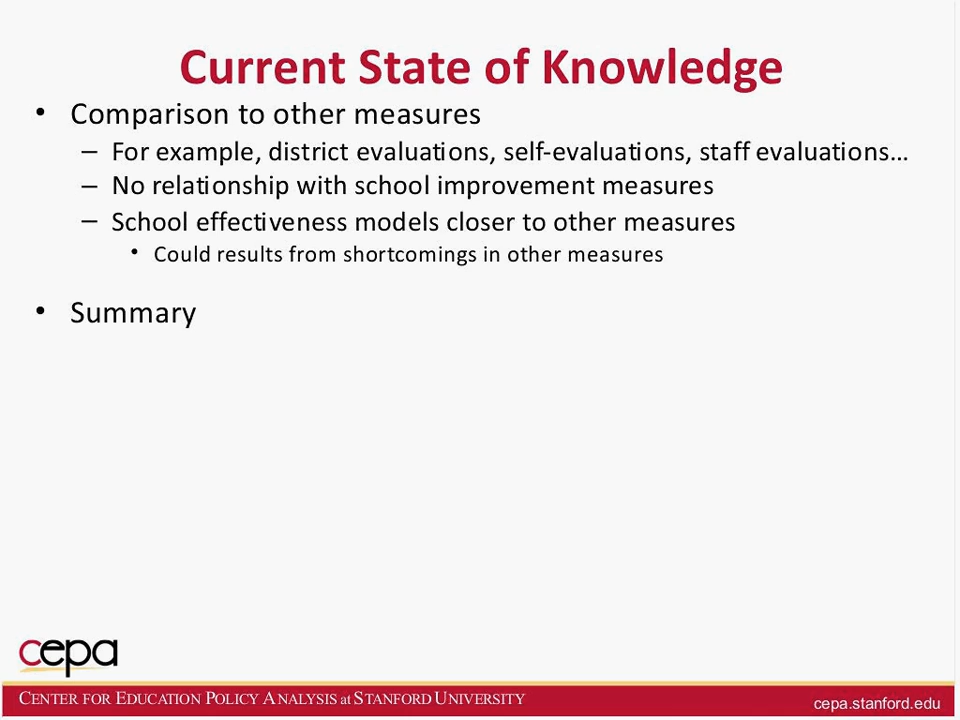 Current State of Knowledge
• Comparison to other measures
– For example, district evaluations, self-evaluations, staff evaluations…
– No relationship with school improvement measures
– School effectiveness models closer to other measures
• Could results from shortcomings in other measures
• Summary
cepa
CENTER FOR EDUCATION POLICY ANALYSIS at STANFORD UNIVERSITY
cepa.stanford.edu